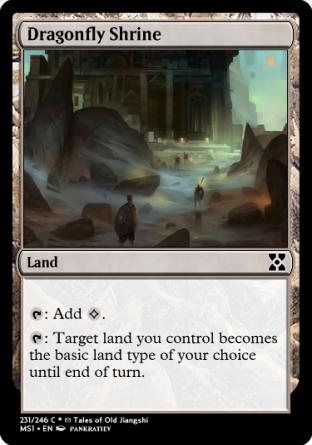 Dragonfly Shrine
Land
: Add .
: Target land you control becomes
the basic land type of your choice
until end of turn.
231/246 C * Tales of Old Jiangshi
MS1 • EN PANKRATIEV